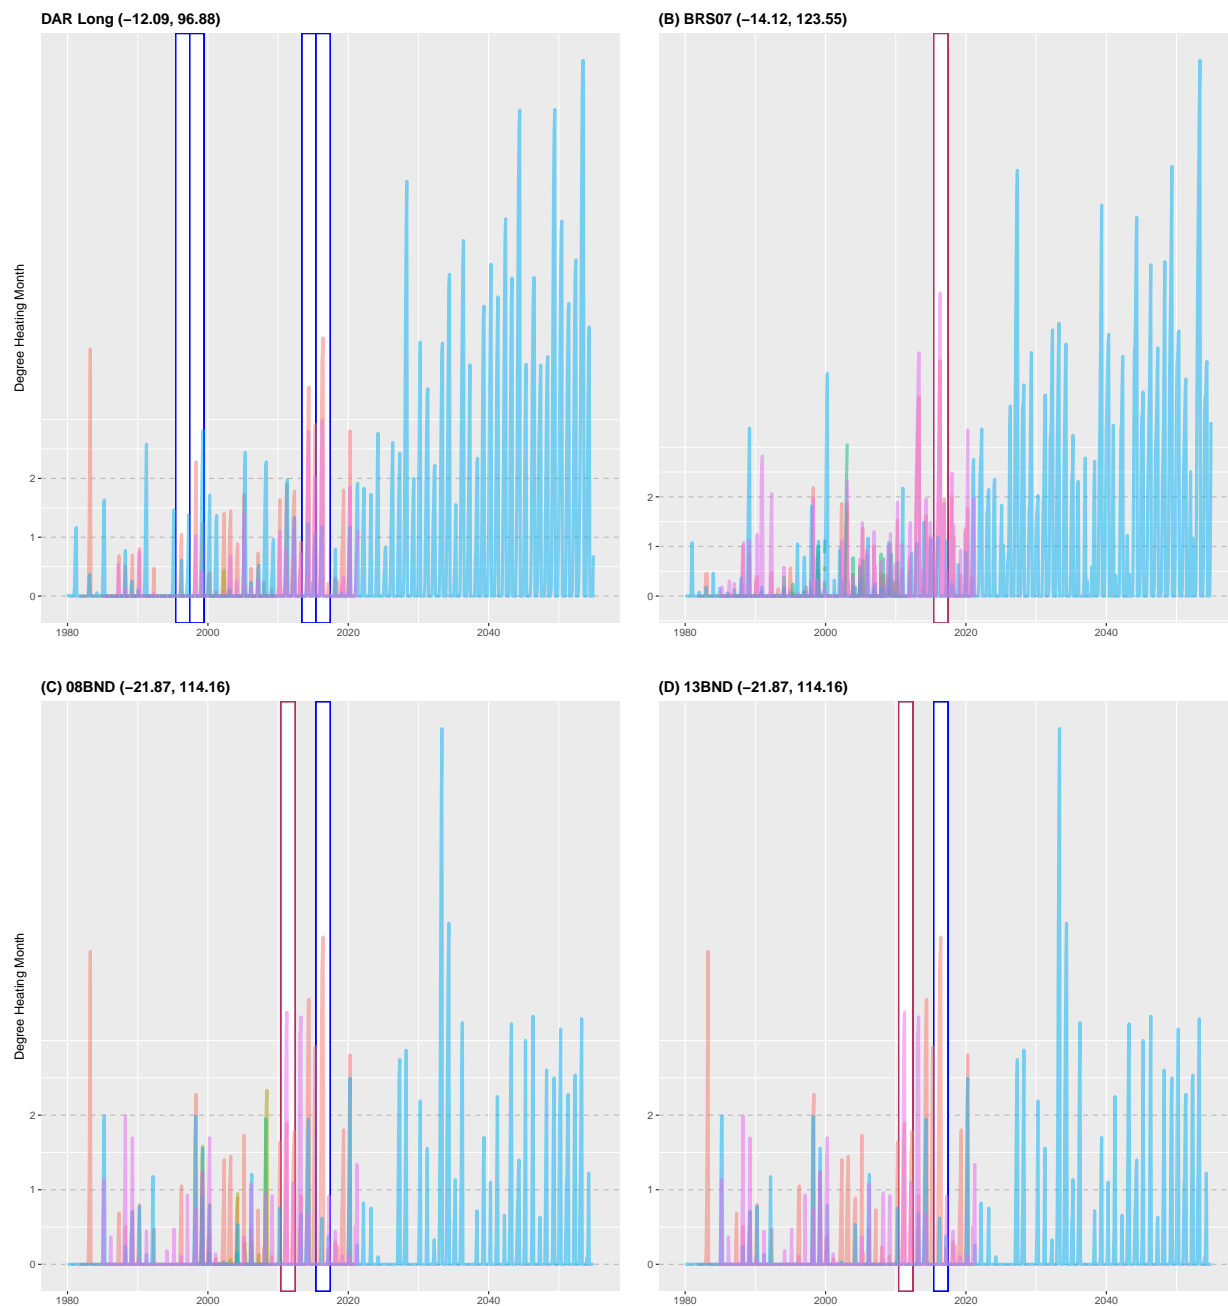 DAR Long (−12.09, 96.88)
(B) BRS07 (−14.12, 123.55)
Degree Heating Month
2
1
0
1980 2000 2020 2040
2
1
0
1980 2000 2020 2040
(C) 08BND (−21.87, 114.16)
(D) 13BND (−21.87, 114.16)
Degree Heating Month
2
1
0
1980 2000 2020 2040
2
1
0
1980 2000 2020 2040